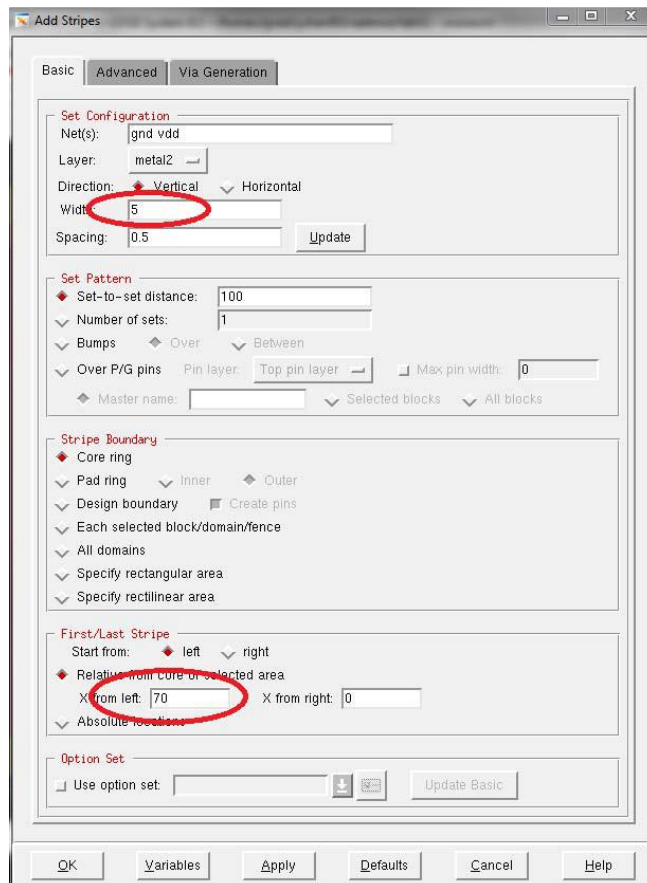 Add Stripes
Basic Advanced Via Generation
Set Configuration
Net(s): gnd vdd
Layer: metal2
Direction: Vertical Horizontal
Width: 5
Spacing: 0.5 Update
Set Pattern
Set-to-set distance: 100
Number of sets: 1
Bumps Over Between
Over P/G pins Pin layer: Top pin layer Max pin width: 0
Master name: Selected blocks All blocks
Stripe Boundary
Core ring
Pad ring Inner Outer
Design boundary Create pins
Each selected block/domain/fence
All domains
Specify rectangular area
Specify rectilinear area
First/Last Stripe
Start from: left right
Relative from core or selected area
X from left: 70 X from right: 0
Absolute locations
Option Set
Use option set: Update Basic
OK Variables Apply Defaults Cancel Help